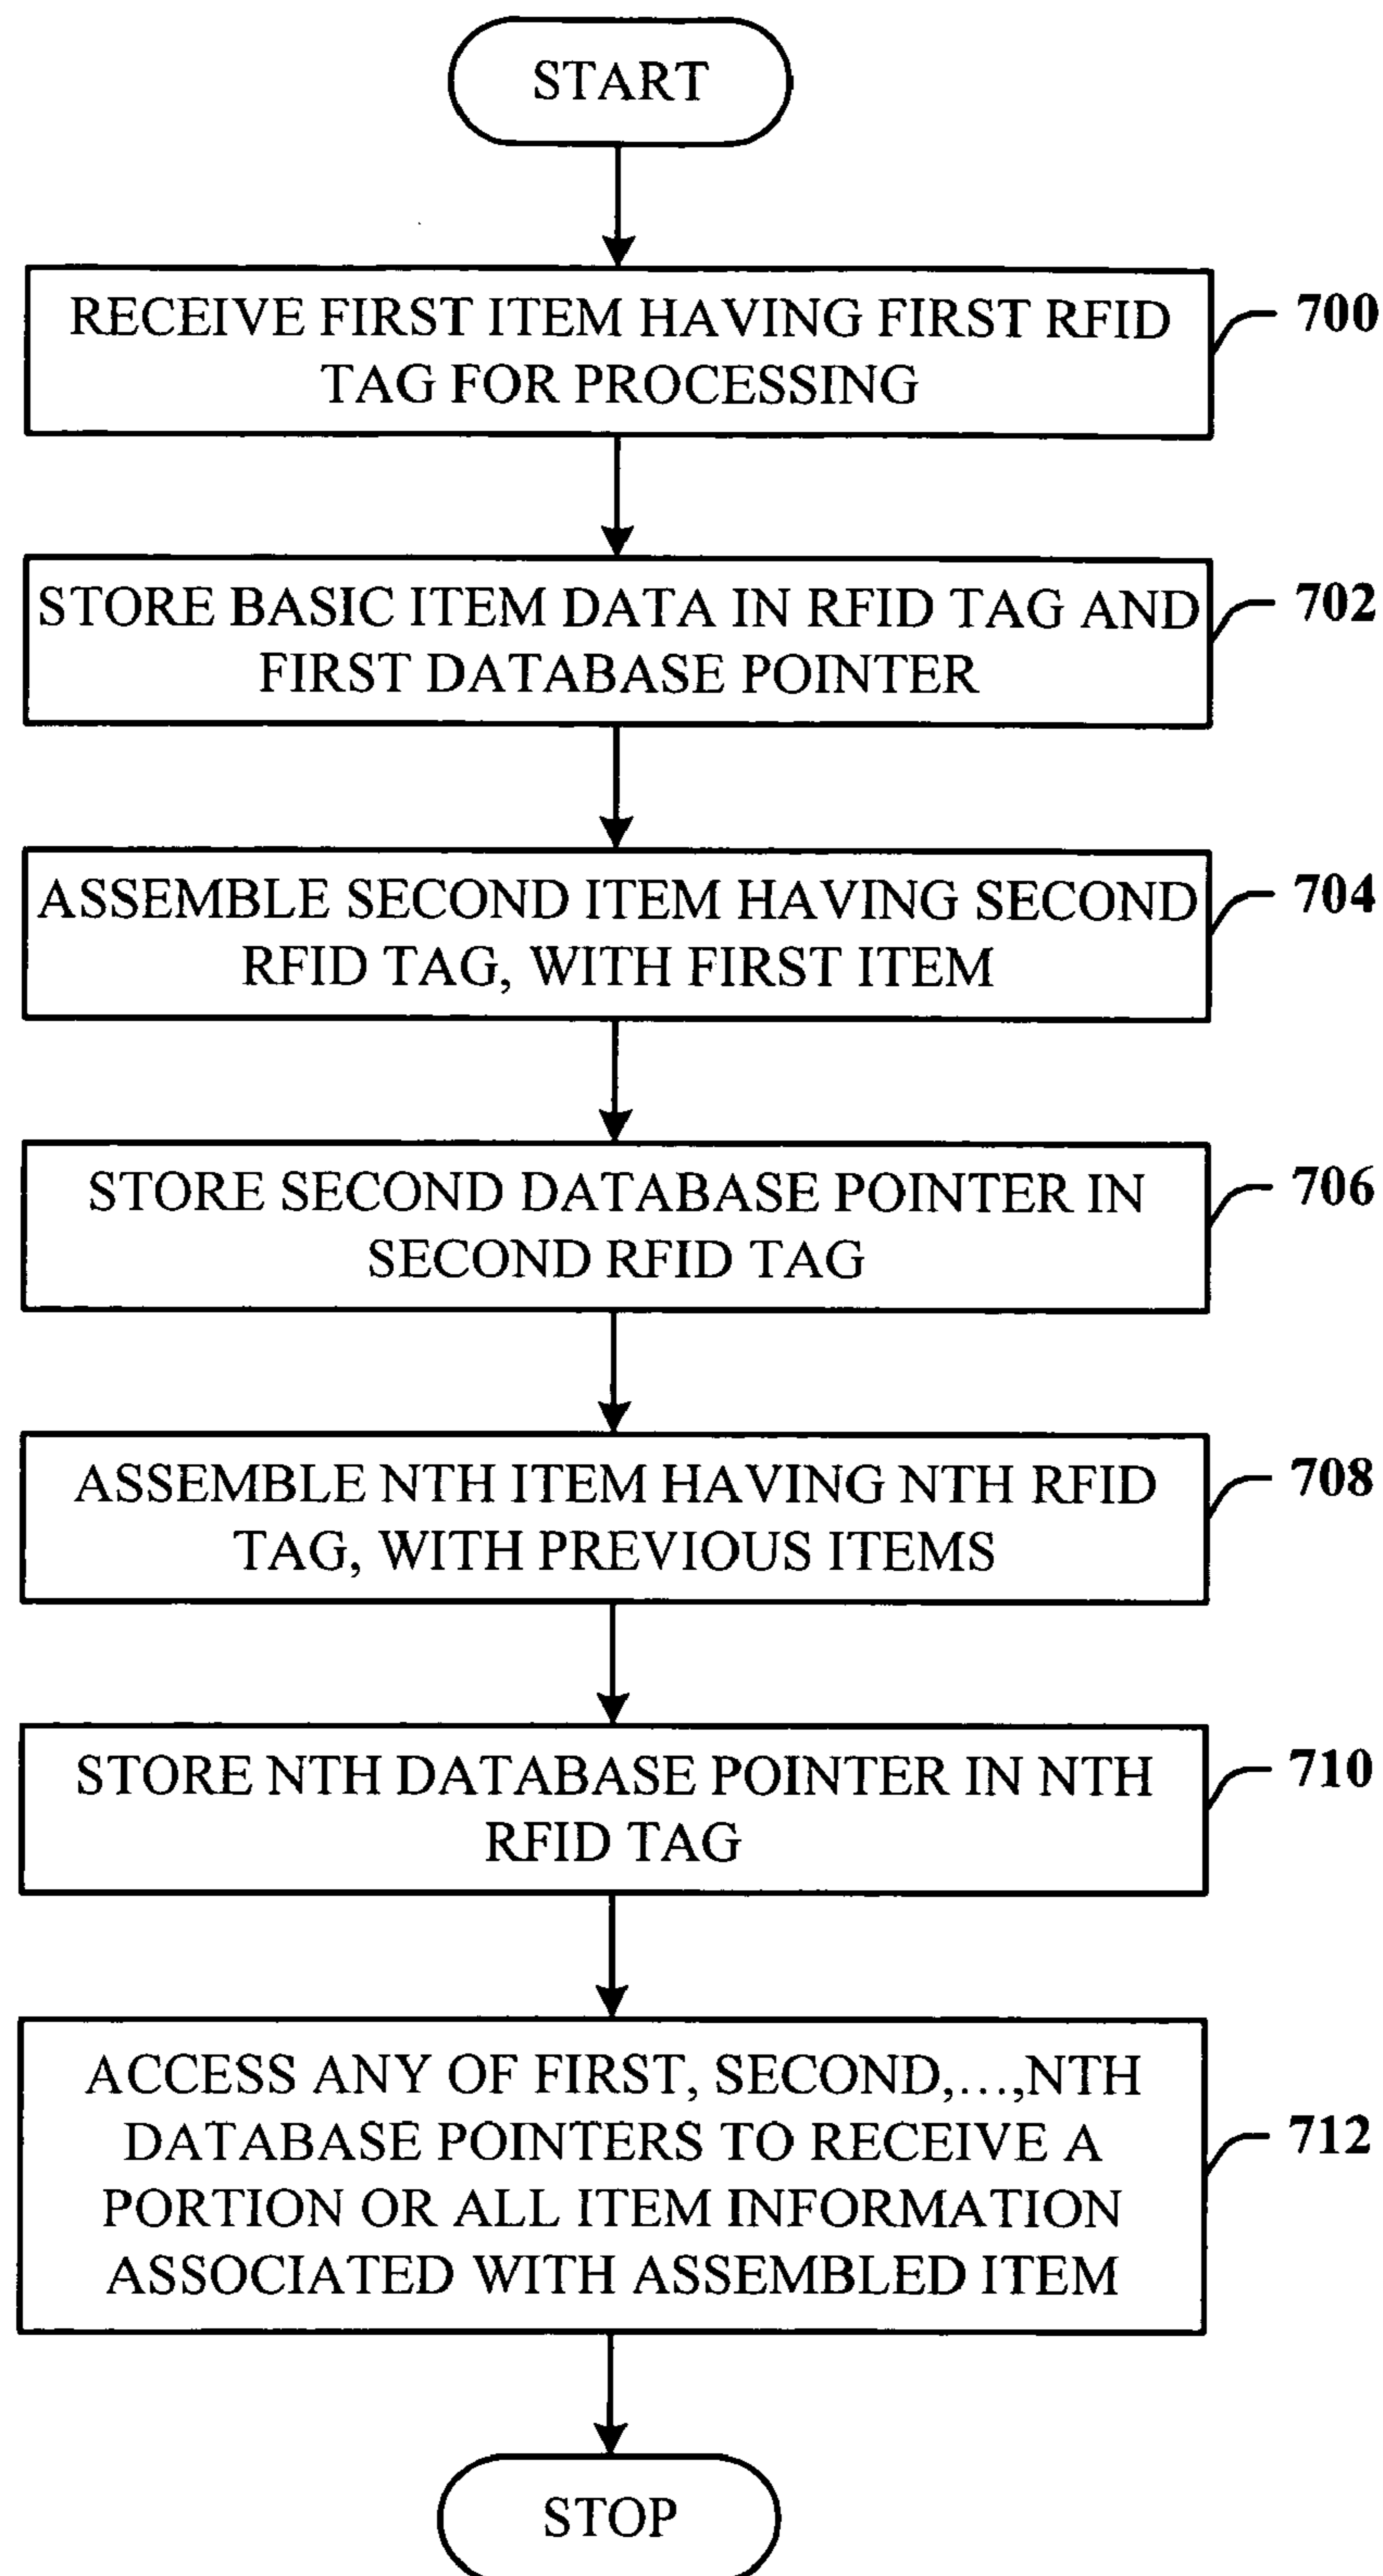 START
RECEIVE FIRST ITEM HAVING FIRST RFID
TAG FOR PROCESSING
700
STORE BASIC ITEM DATA IN RFID TAG AND
FIRST DATABASE POINTER
702
ASSEMBLE SECOND ITEM HAVING SECOND
RFID TAG, WITH FIRST ITEM
704
STORE SECOND DATABASE POINTER IN
SECOND RFID TAG
706
ASSEMBLE NTH ITEM HAVING NTH RFID
TAG, WITH PREVIOUS ITEMS
708
STORE NTH DATABASE POINTER IN NTH
RFID TAG
710
ACCESS ANY OF FIRST, SECOND,...,NTH
DATABASE POINTERS TO RECEIVE A
PORTION OR ALL ITEM INFORMATION
ASSOCIATED WITH ASSEMBLED ITEM
712
STOP